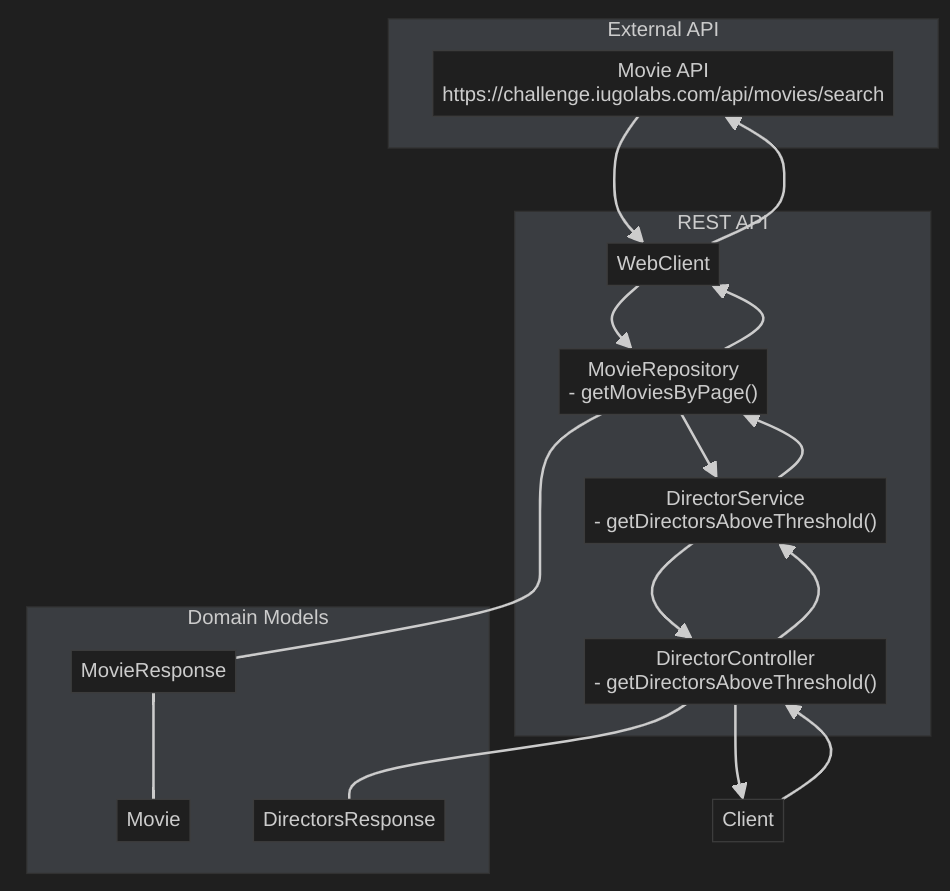 External API
Movie API
https://challenge.iugolabs.com/api/movies/search
REST API
WebClient
MovieRepository
- getMoviesByPage()
DirectorService
- getDirectorsAboveThreshold()
Domain Models
MovieResponse
DirectorController
- getDirectorsAboveThreshold()
Movie
DirectorsResponse
Client